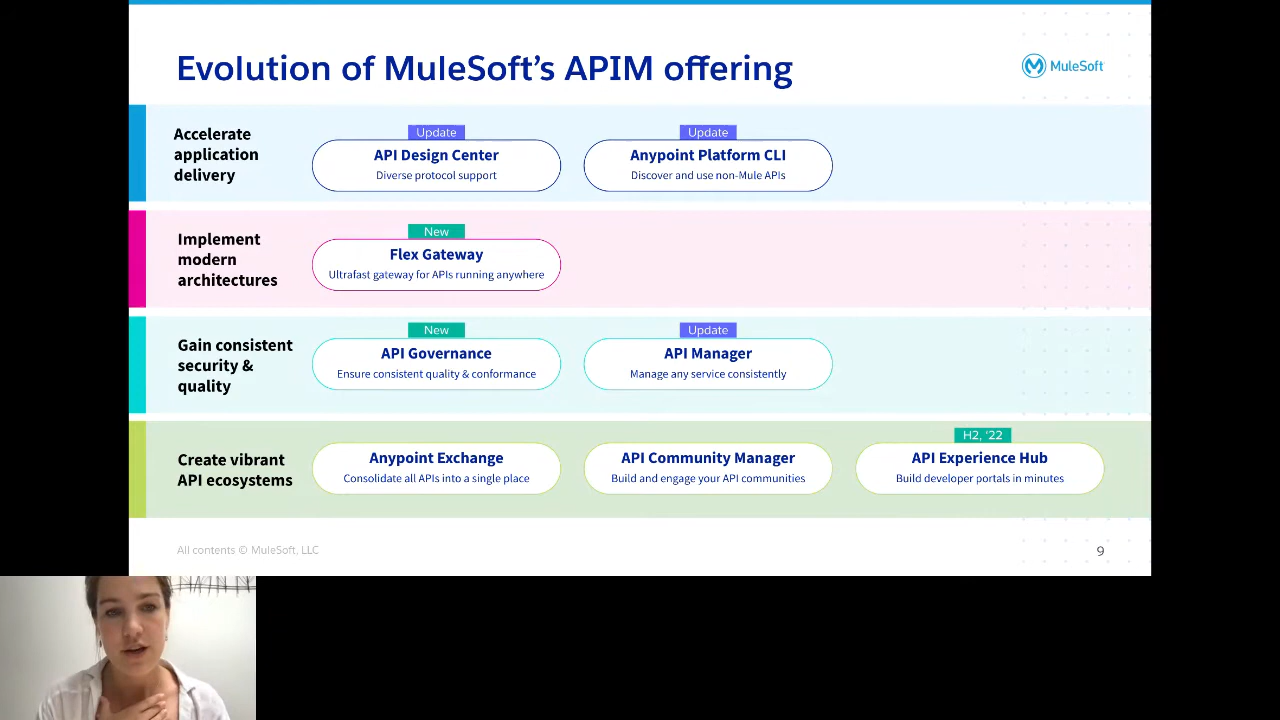 Evolution of MuleSoft’s APIM offering
MuleSoft
Accelerate
application
delivery
Update
API Design Center
Diverse protocol support
Update
Anypoint Platform CLI
Discover and use non-Mule APIs
Implement
modern
architectures
New
Flex Gateway
Ultrafast gateway for APIs running anywhere
Gain consistent
security &
quality
New
API Governance
Ensure consistent quality & conformance
Update
API Manager
Manage any service consistently
Create vibrant
API ecosystems
Anypoint Exchange
Consolidate all APIs into a single place
API Community Manager
Build and engage your API communities
H2, ‘22
API Experience Hub
Build developer portals in minutes
All contents © MuleSoft, LLC
9